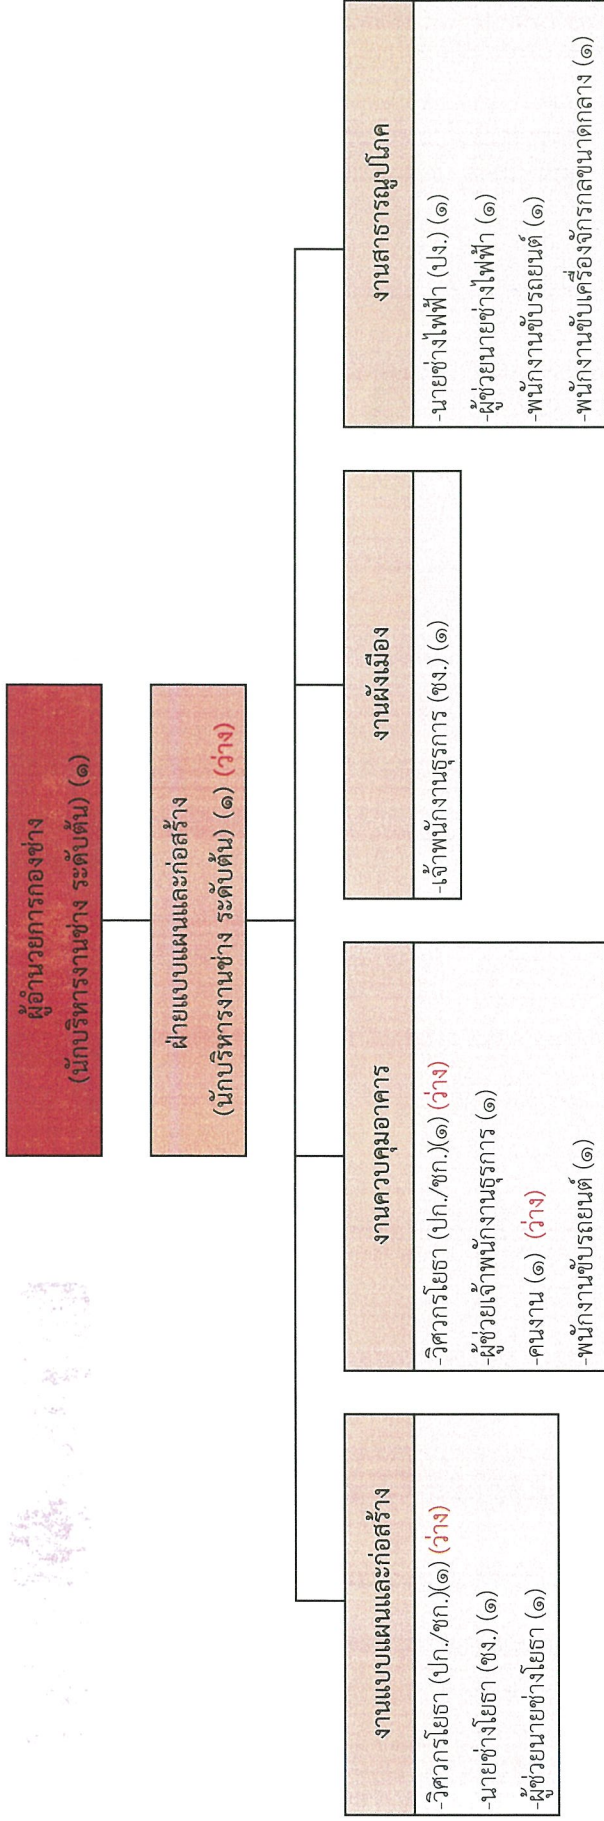 ผู้อำนวยการกองช่าง
(นักบริหารงานช่าง ระดับต้น) (๑)
ฝ่ายแบบแผนและก่อสร้าง
(นักบริหารงานช่าง ระดับต้น) (๑) (ว่าง)
งานแบบแผนและก่อสร้าง
-วิศวกรโยธา (ปก./ชก.)(๑) (ว่าง)
-นายช่างโยธา (ชง.) (๑)
-ผู้ช่วยนายช่างโยธา (๑)
งานควบคุมอาคาร
-วิศวกรโยธา (ปก./ชก.)(๑) (ว่าง)
-ผู้ช่วยเจ้าพนักงานธุรการ (๑)
-คนงาน (๑) (ว่าง)
-พนักงานขับรถยนต์ (๑)
งานผังเมือง
-เจ้าพนักงานธุรการ (ชง.) (๑)
งานสาธารณูปโภค
-นายช่างไฟฟ้า (ปง.) (๑)
-ผู้ช่วยนายช่างไฟฟ้า (๑)
-พนักงานขับรถยนต์ (๑)
-พนักงานขับเครื่องจักรกลขนาดกลาง (๑)